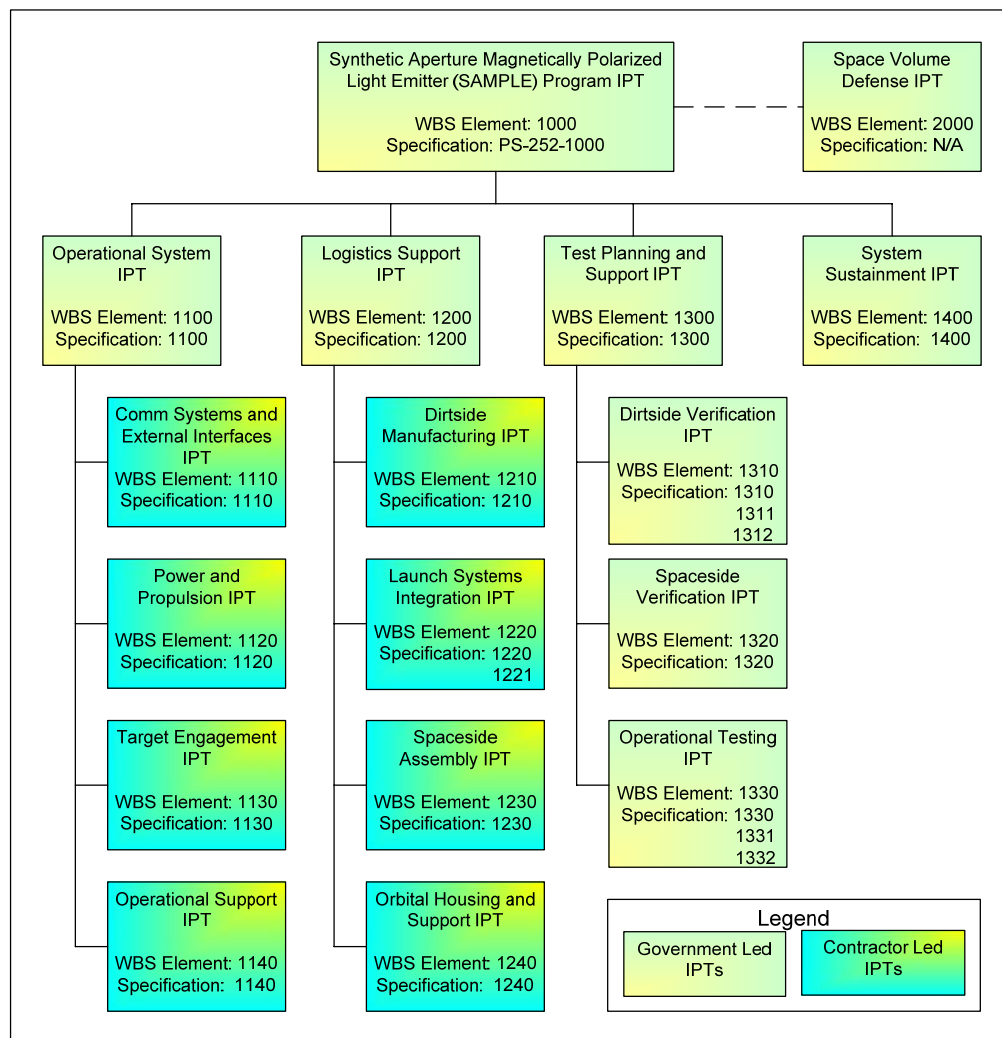 Synthetic Aperture Magnetically Polarized
Light Emitter (SAMPLE) Program IPT
WBS Element: 1000
Specification: PS-252-1000
Space Volume
Defense IPT
WBS Element: 2000
Specification: N/A
Operational System
IPT
WBS Element: 1100
Specification: 1100
Logistics Support
IPT
WBS Element: 1200
Specification: 1200
Test Planning and
Support IPT
WBS Element: 1300
Specification: 1300
System
Sustainment IPT
WBS Element: 1400
Specification: 1400
Comm Systems and
External Interfaces
IPT
WBS Element: 1110
Specification: 1110
Dirtside
Manufacturing IPT
WBS Element: 1210
Specification: 1210
Dirtside Verification
IPT
WBS Element: 1310
Specification: 1310
1311
1312
Power and
Propulsion IPT
WBS Element: 1120
Specification: 1120
Launch Systems
Integration IPT
WBS Element: 1220
Specification: 1220
1221
Spaceside
Verification IPT
WBS Element: 1320
Specification: 1320
Target Engagement
IPT
WBS Element: 1130
Specification: 1130
Spaceside
Assembly IPT
WBS Element: 1230
Specification: 1230
Operational Testing
IPT
WBS Element: 1330
Specification: 1330
1331
1332
Operational Support
IPT
WBS Element: 1140
Specification: 1140
Orbital Housing and
Support IPT
WBS Element: 1240
Specification: 1240
Legend
Government Led
IPTs
Contractor Led
IPTs